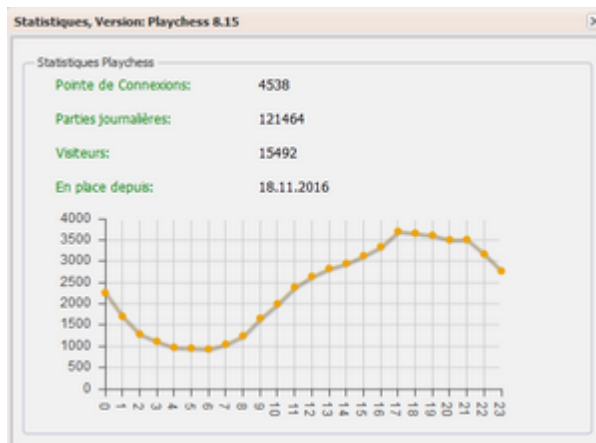 Statistiques, Version: Playchess 8.15
Statistiques Playchess
Pointe de Connexions: 4538
Parties journalières: 121464
Visiteurs: 15492
En place depuis: 18.11.2016
4000
3500
3000
2500
2000
1500
1000
500
0
0 1 2 3 4 5 6 7 8 9 10 11 12 13 14 15 16 17 18 19 20 21 22 23